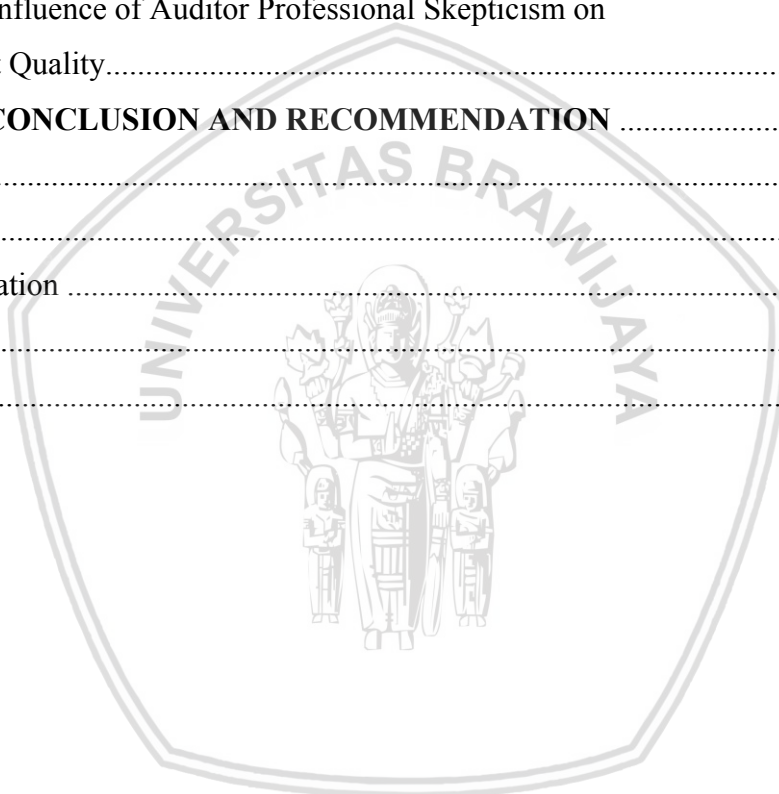 nfluence of Auditor Professional Skepticism on
Quality................................................................................
CONCLUSION AND RECOMMENDATION ....................
................................................................................................
................................................................................................
ation .........................................................................................
................................................................................................
................................................................................................
UNIVERSITAS BRAWIJAYA